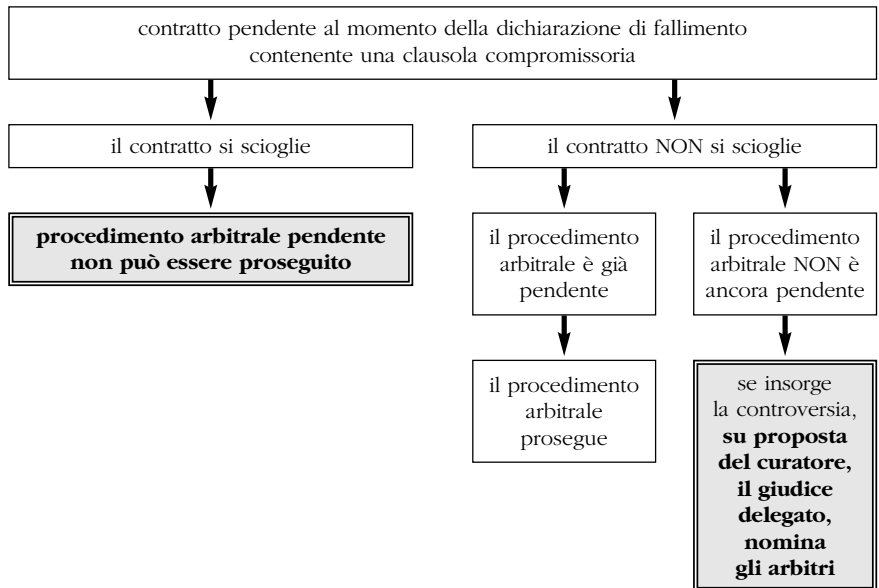 contratto pendente al momento della dichiarazione di fallimento
contenente una clausola compromissoria
il contratto si scioglie
il contratto NON si scioglie
procedimento arbitrale pendente
non può essere proseguito
il procedimento
arbitrale è già
pendente
il procedimento
arbitrale NON è
ancora pendente
il procedimento
arbitrale
prosegue
se insorge
la controversia,
su proposta
del curatore,
il giudice
delegato,
nomina
gli arbitri